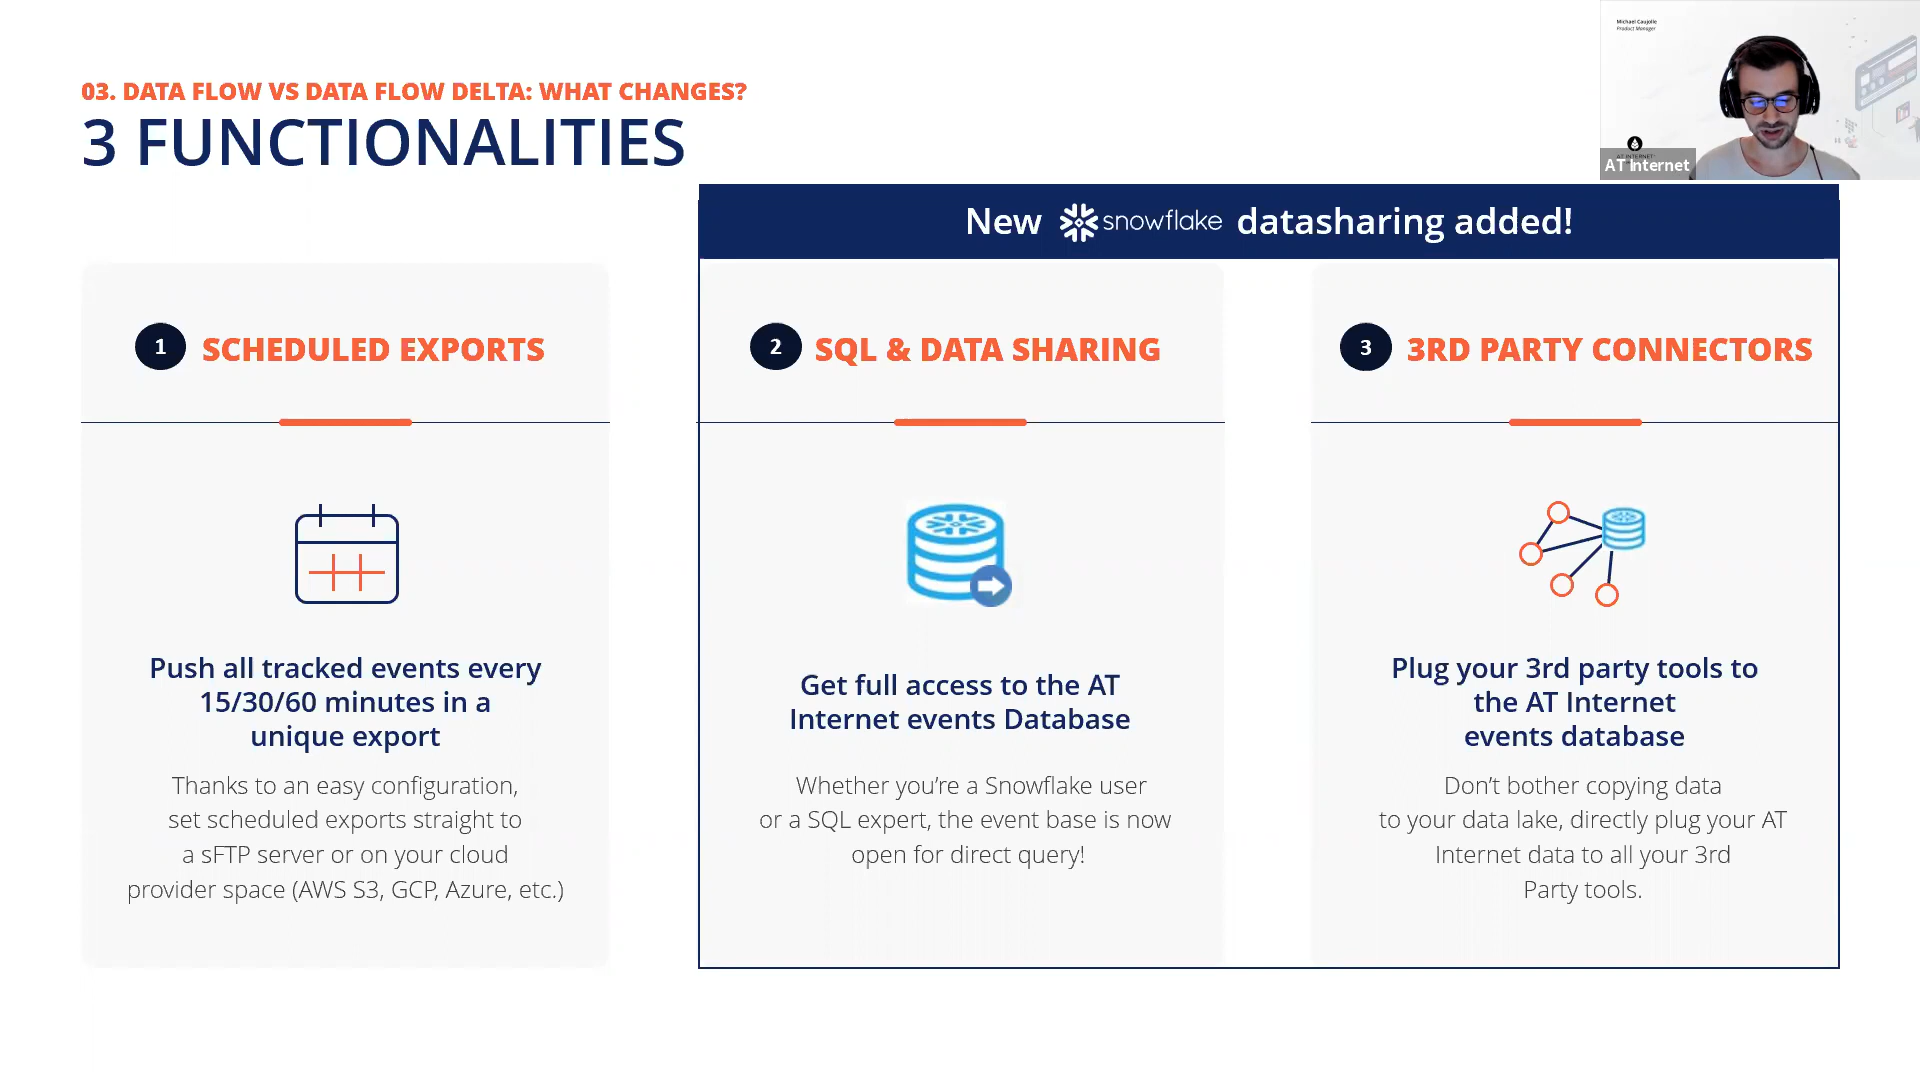 Michael Caujolle
Product Manager
AT Internet
03. DATA FLOW VS DATA FLOW DELTA: WHAT CHANGES?
3 FUNCTIONALITIES
New snowflake datasharing added!
1 SCHEDULED EXPORTS
Push all tracked events every
15/30/60 minutes in a
unique export
Thanks to an easy configuration,
set scheduled exports straight to
a sFTP server or on your cloud
provider space (AWS S3, GCP, Azure, etc.)
2 SQL & DATA SHARING
Get full access to the AT
Internet events Database
Whether you’re a Snowflake user
or a SQL expert, the event base is now
open for direct query!
3 3RD PARTY CONNECTORS
Plug your 3rd party tools to
the AT Internet
events database
Don’t bother copying data
to your data lake, directly plug your AT
Internet data to all your 3rd
Party tools.